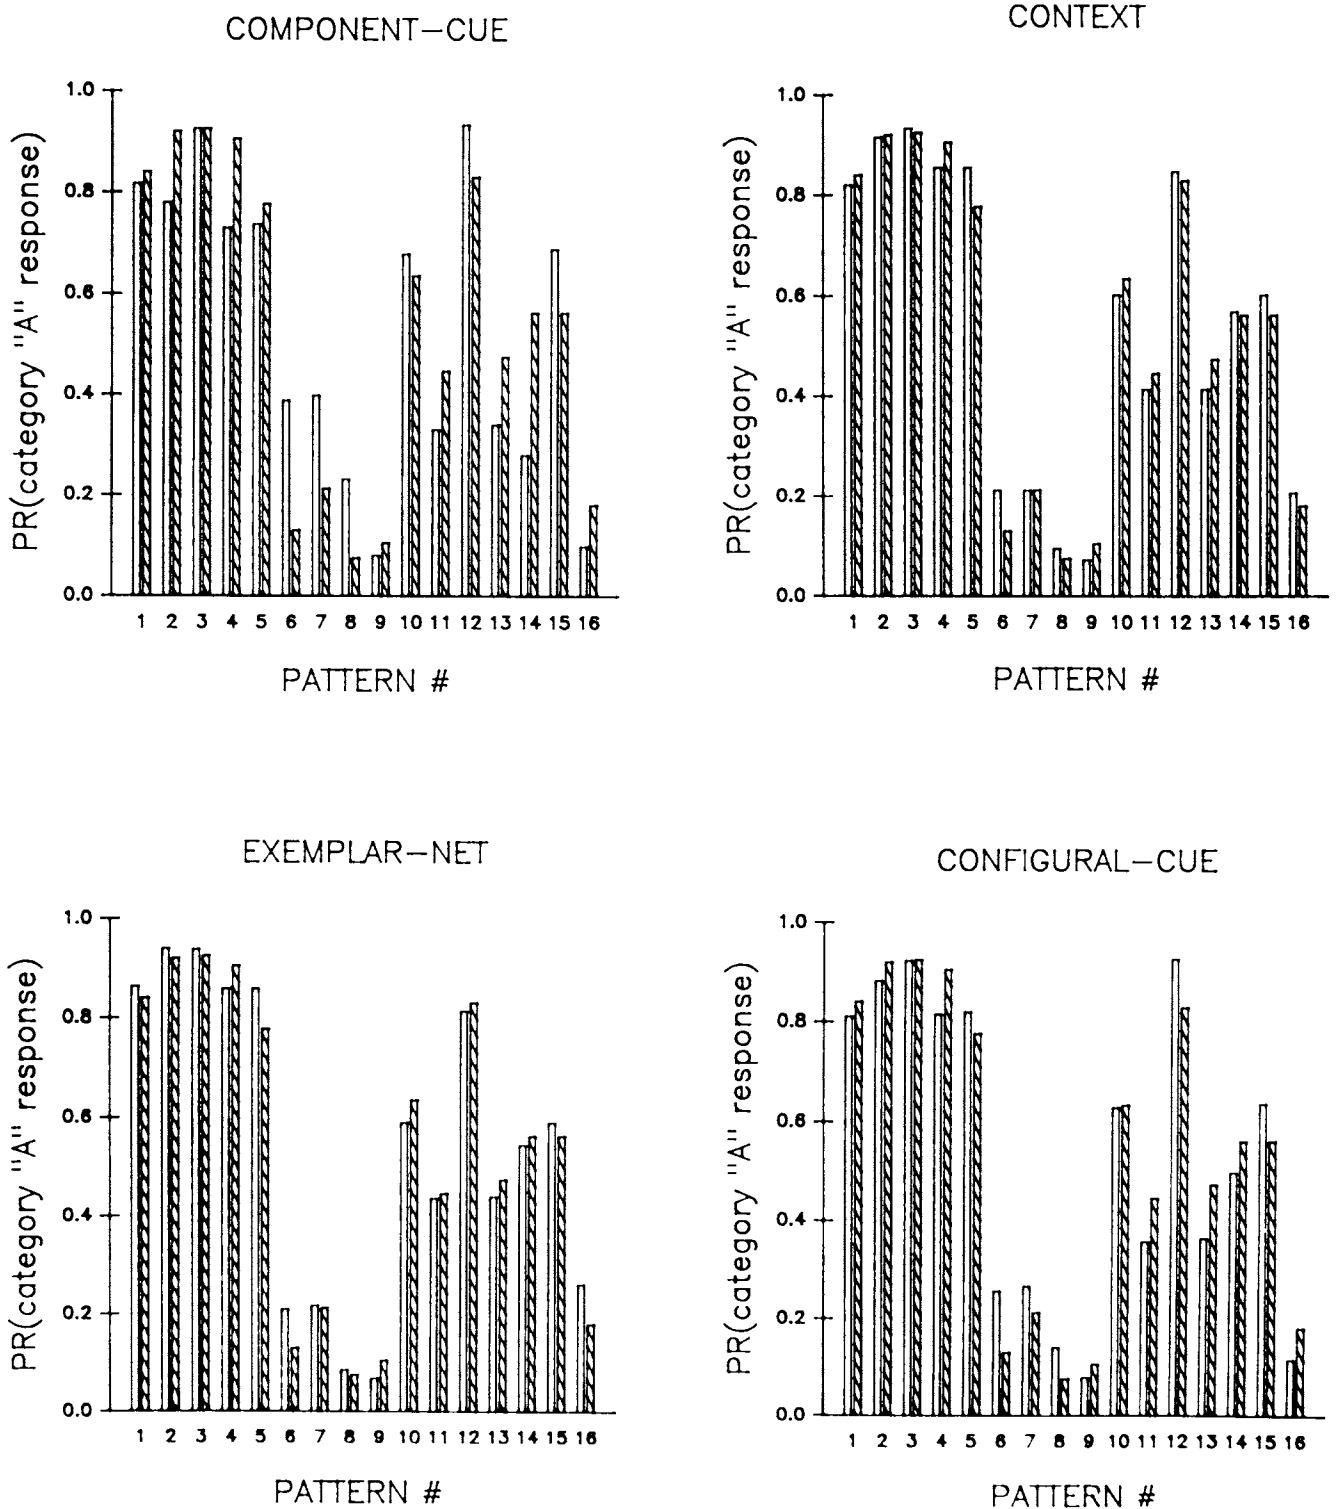 COMPONENT-CUE
PR(category "A" response)
1.0
0.8
0.6
0.4
0.2
0.0
1 2 3 4 5 6 7 8 9 10 11 12 13 14 15 16
PATTERN #
CONTEXT
PR(category "A" response)
1.0
0.8
0.6
0.4
0.2
0.0
1 2 3 4 5 6 7 8 9 10 11 12 13 14 15 16
PATTERN #
EXEMPLAR-NET
PR(category "A" response)
1.0
0.8
0.6
0.4
0.2
0.0
1 2 3 4 5 6 7 8 9 10 11 12 13 14 15 16
PATTERN #
CONFIGURAL-CUE
PR(category "A" response)
1.0
0.8
0.6
0.4
0.2
0.0
1 2 3 4 5 6 7 8 9 10 11 12 13 14 15 16
PATTERN #